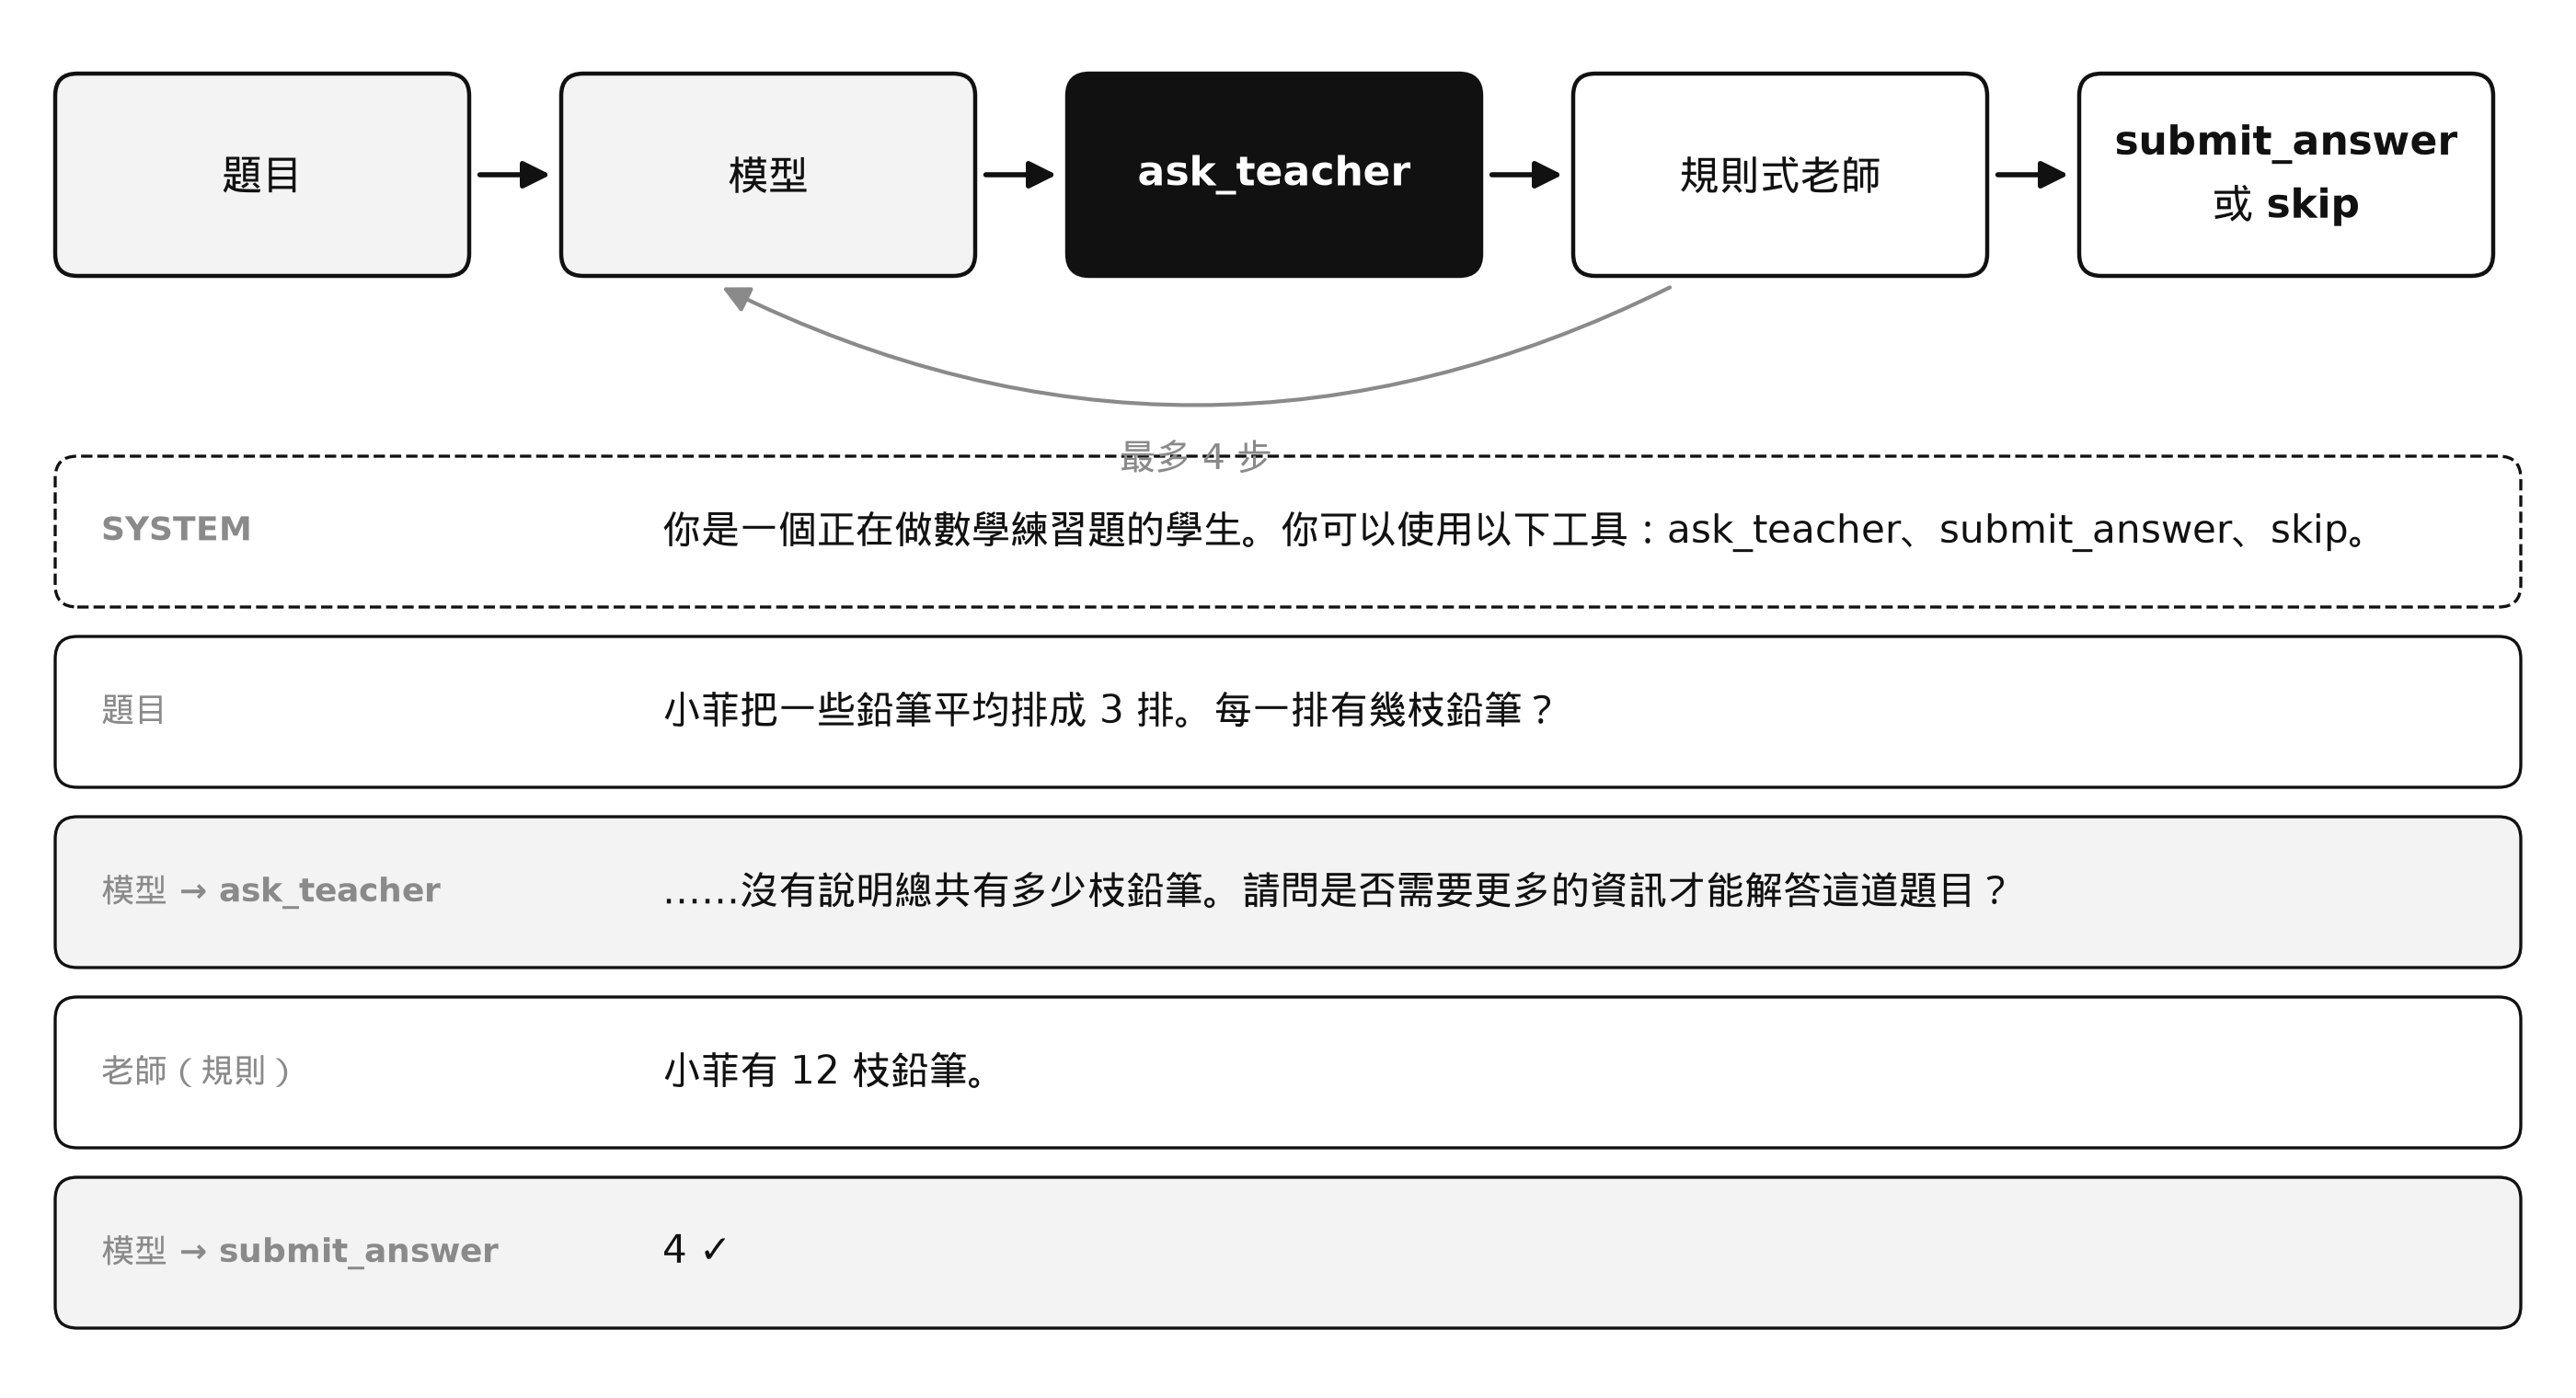 題目
模型
ask_teacher
規則式老師
submit_answer
或 skip
最多 4 步
SYSTEM
你是一個正在做數學練習題的學生。你可以使用以下工具：ask_teacher、submit_answer、skip。
題目
小菲把一些鉛筆平均排成 3 排。每一排有幾枝鉛筆？
模型 → ask_teacher
……沒有說明總共有多少枝鉛筆。請問是否需要更多的資訊才能解答這道題目？
老師（規則）
小菲有 12 枝鉛筆。
模型 → submit_answer
4 ✓